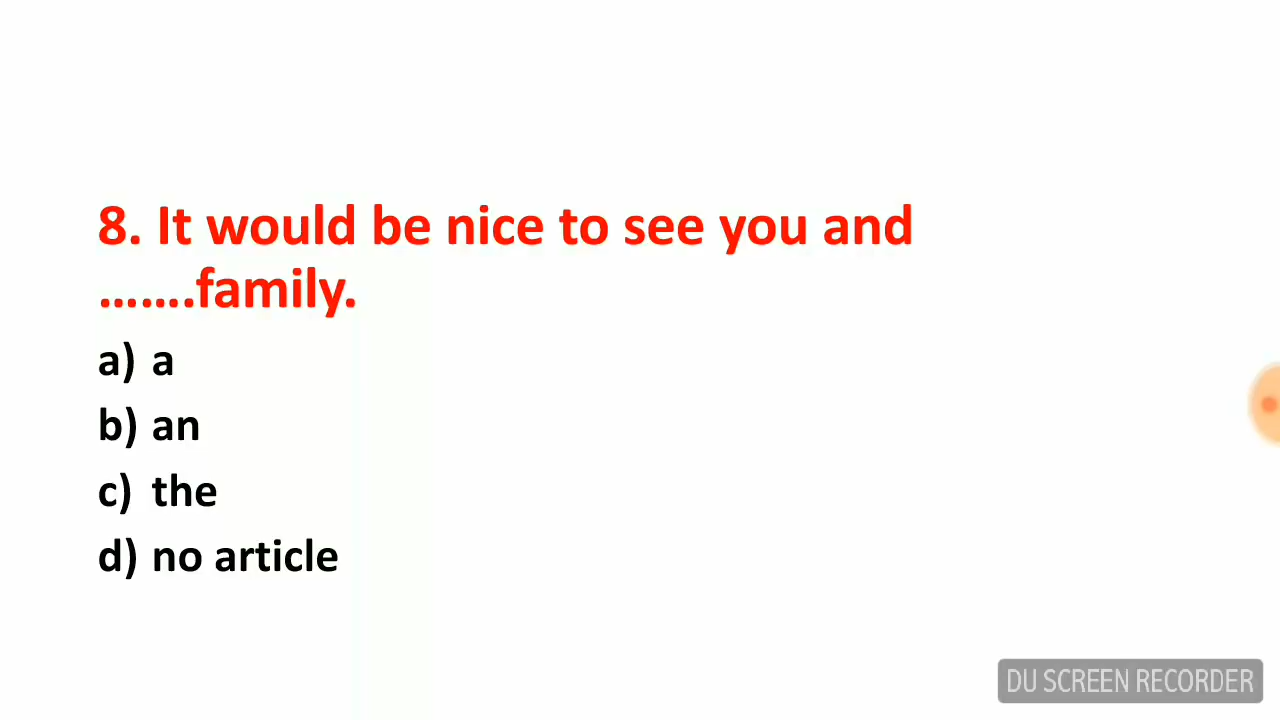 8. It would be nice to see you and
…….family.
a) a
b) an
c) the
d) no article
DU SCREEN RECORDER